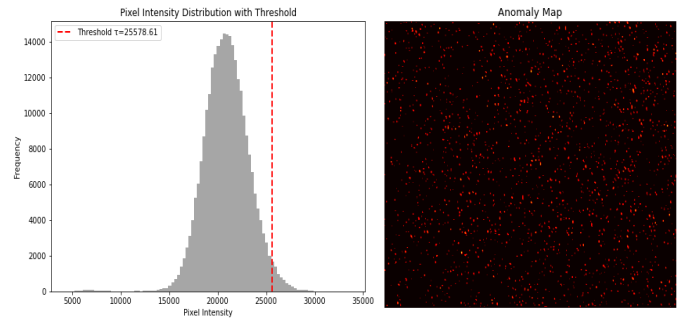 Pixel Intensity Distribution with Threshold
Threshold τ=25578.61
14000
12000
10000
8000
6000
4000
2000
0
Frequency
5000 10000 15000 20000 25000 30000 35000
Pixel Intensity
Anomaly Map